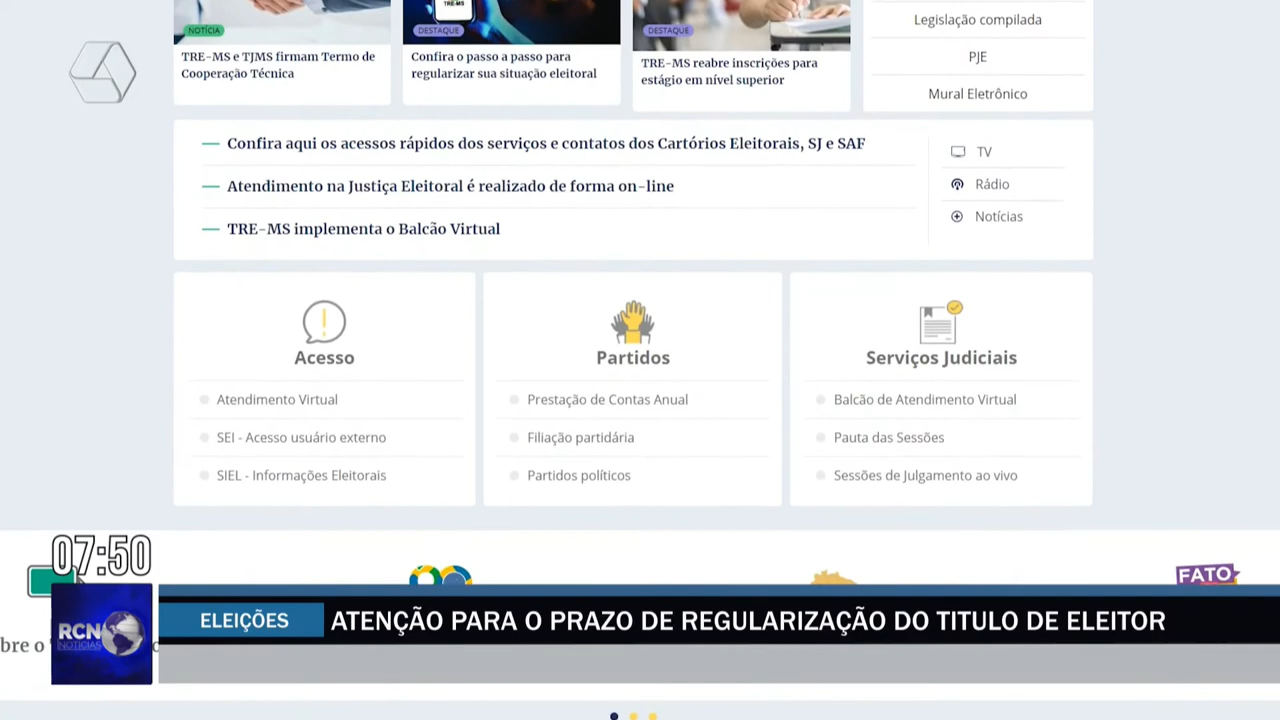 NOTÍCIA
TRE-MS e TJMS firmam Termo de
Cooperação Técnica
TRE-MS
DESTAQUE
Confira o passo a passo para
regularizar sua situação eleitoral
DESTAQUE
TRE-MS reabre inscrições para
estágio em nível superior
Legislação compilada
PJE
Mural Eletrônico
Confira aqui os acessos rápidos dos serviços e contatos dos Cartórios Eleitorais, SJ e SAF
Atendimento na Justiça Eleitoral é realizado de forma on-line
TRE-MS implementa o Balcão Virtual
TV
Rádio
Notícias
Acesso
Atendimento Virtual
SEI - Acesso usuário externo
SIEL - Informações Eleitorais
Partidos
Prestação de Contas Anual
Filiação partidária
Partidos políticos
Serviços Judiciais
Balcão de Atendimento Virtual
Pauta das Sessões
Sessões de Julgamento ao vivo
07:50
FATO
ELEIÇÕES
ATENÇÃO PARA O PRAZO DE REGULARIZAÇÃO DO TITULO DE ELEITOR
RCN
NOTÍCIAS
bre o